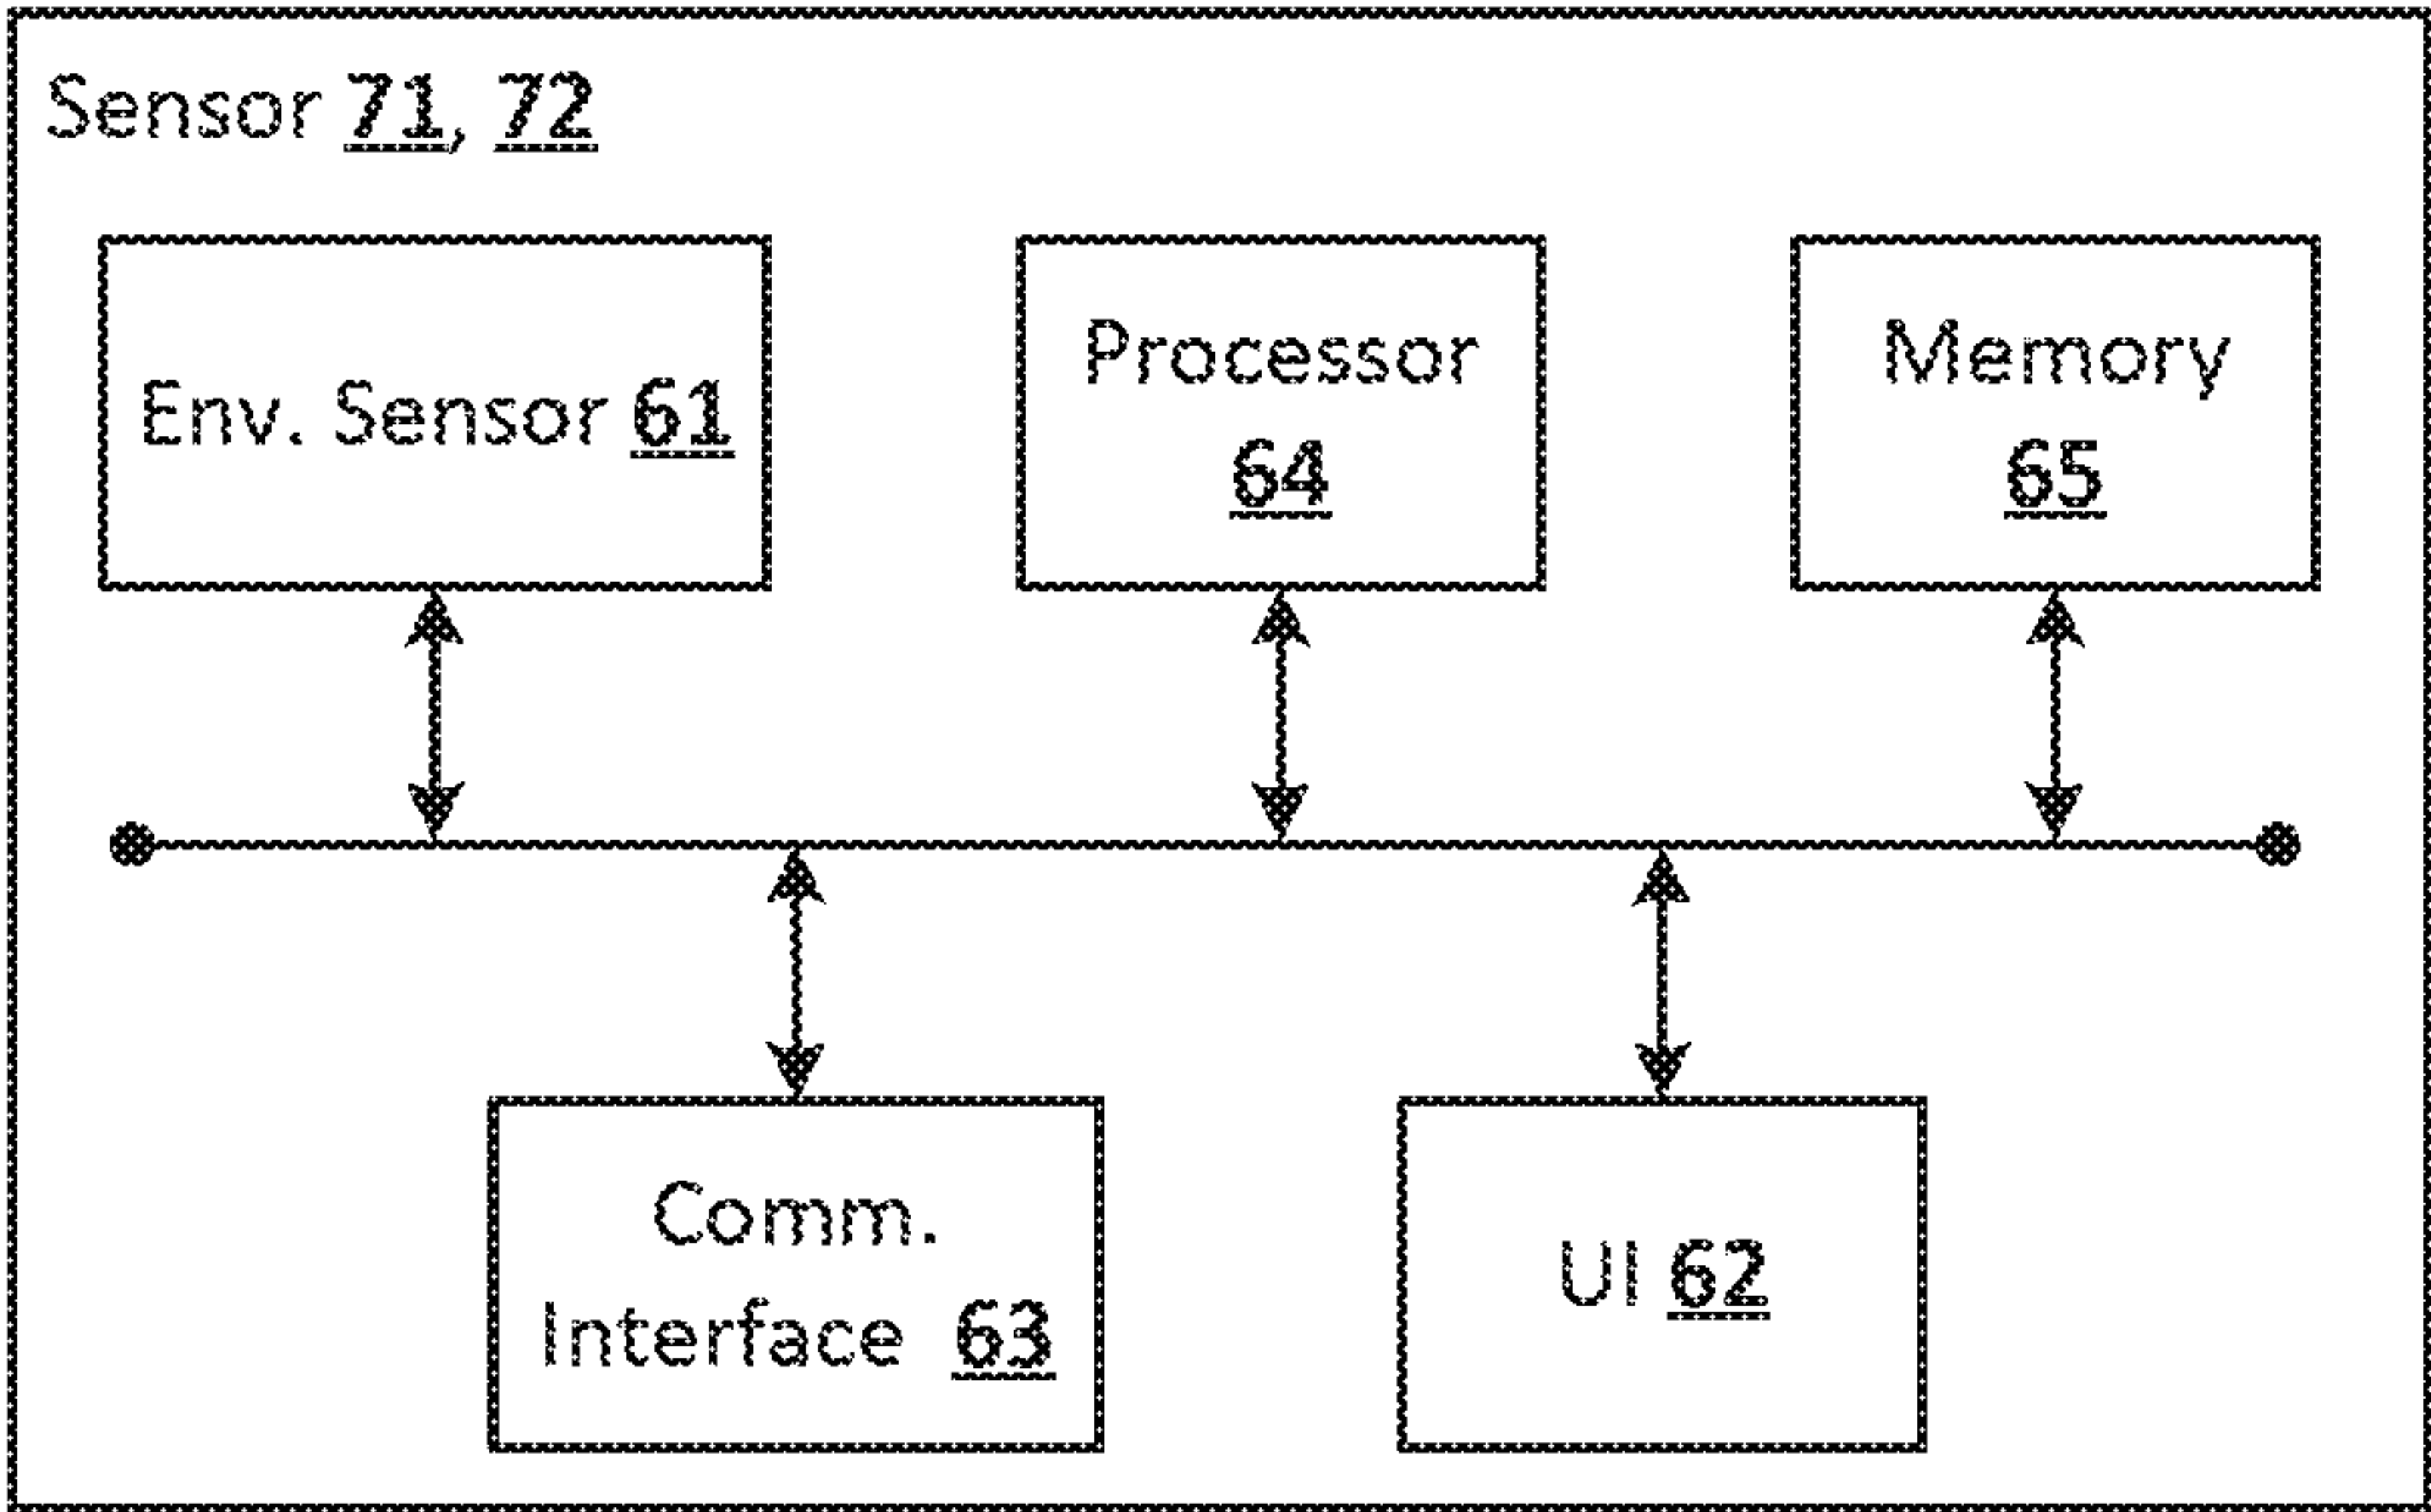 Sensor 71, 72
Env. Sensor 61
Processor
64
Memory
65
Comm.
Interface 63
UI 62